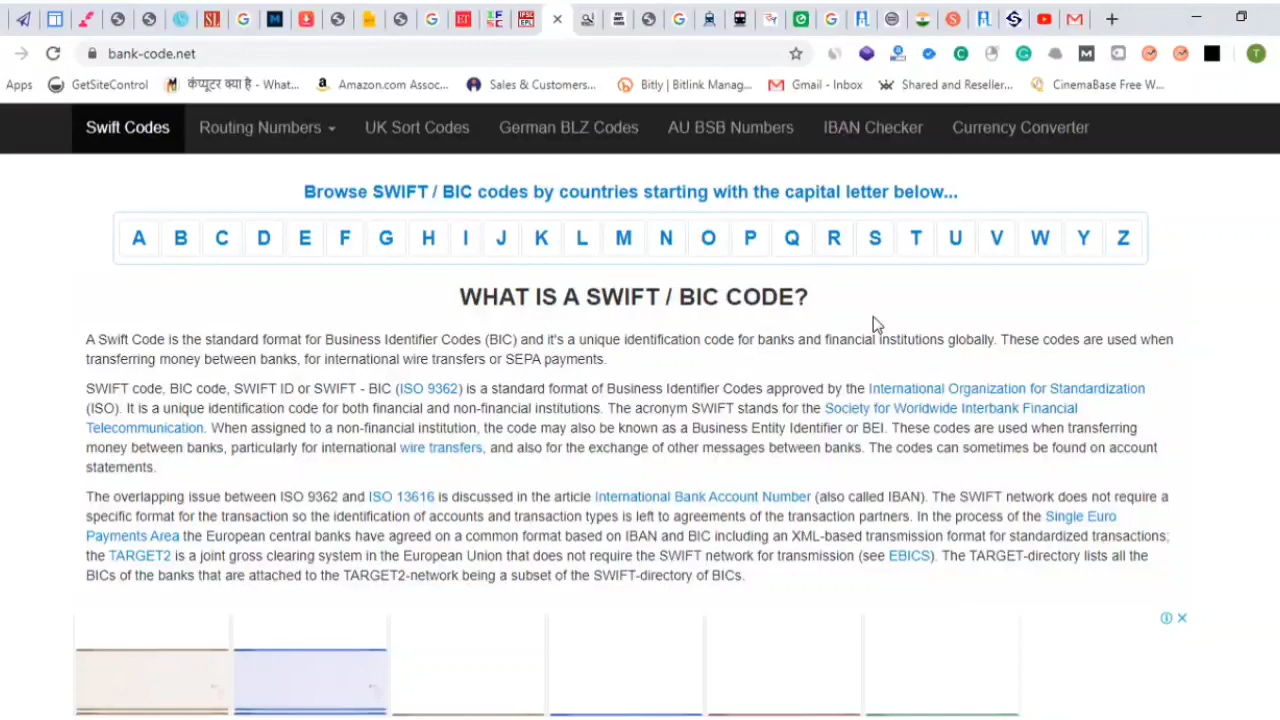 bank-code.net
Apps GetSiteControl कंप्यूटर क्या है - What... Amazon.com Assoc... Sales & Customers... Bitly | Bitlink Manag... Gmail - Inbox Shared and Reseller... CinemaBase Free W...
Swift Codes Routing Numbers UK Sort Codes German BLZ Codes AU BSB Numbers IBAN Checker Currency Converter
Browse SWIFT / BIC codes by countries starting with the capital letter below...
A B C D E F G H I J K L M N O P Q R S T U V W Y Z
WHAT IS A SWIFT / BIC CODE?
A Swift Code is the standard format for Business Identifier Codes (BIC) and it's a unique identification code for banks and financial institutions globally. These codes are used when
transferring money between banks, for international wire transfers or SEPA payments.
SWIFT code, BIC code, SWIFT ID or SWIFT - BIC (ISO 9362) is a standard format of Business Identifier Codes approved by the International Organization for Standardization
(ISO). It is a unique identification code for both financial and non-financial institutions. The acronym SWIFT stands for the Society for Worldwide Interbank Financial
Telecommunication. When assigned to a non-financial institution, the code may also be known as a Business Entity Identifier or BEI. These codes are used when transferring
money between banks, particularly for international wire transfers, and also for the exchange of other messages between banks. The codes can sometimes be found on account
statements.
The overlapping issue between ISO 9362 and ISO 13616 is discussed in the article International Bank Account Number (also called IBAN). The SWIFT network does not require a
specific format for the transaction so the identification of accounts and transaction types is left to agreements of the transaction partners. In the process of the Single Euro
Payments Area the European central banks have agreed on a common format based on IBAN and BIC including an XML-based transmission format for standardized transactions;
the TARGET2 is a joint gross clearing system in the European Union that does not require the SWIFT network for transmission (see EBICS). The TARGET-directory lists all the
BICs of the banks that are attached to the TARGET2-network being a subset of the SWIFT-directory of BICs.